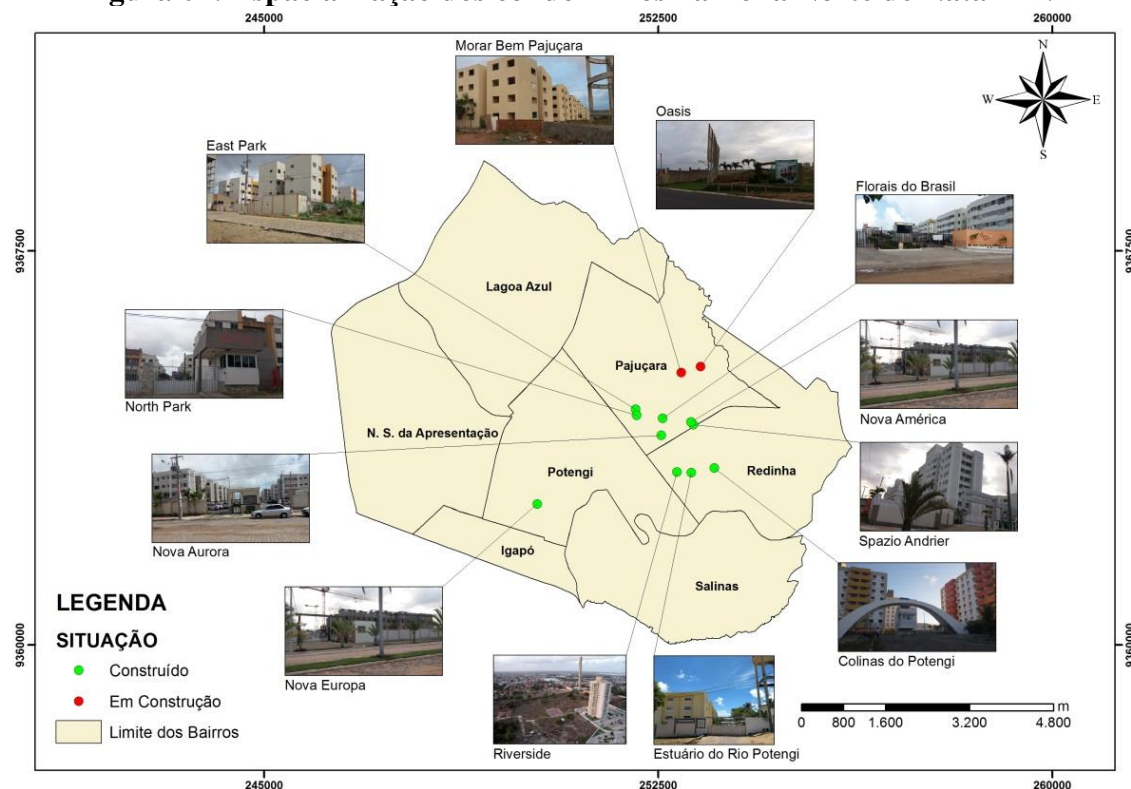 245000
252500
260000
Morar Bem Pajuçara
Oasis
N
W
E
S
East Park
Florais do Brasil
9367500
9367500
Lagoa Azul
Pajuçara
North Park
Nova América
N. S. da Apresentação
Potengi
Redinha
Nova Aurora
Spazio Andrier
Igapó
Salinas
LEGENDA
SITUAÇÃO
Construído
Em Construção
Limite dos Bairros
9360000
9360000
Nova Europa
Colinas do Potengi
Riverside
Estuário do Rio Potengi
m
0 800 1.600 3.200 4.800
245000
252500
260000